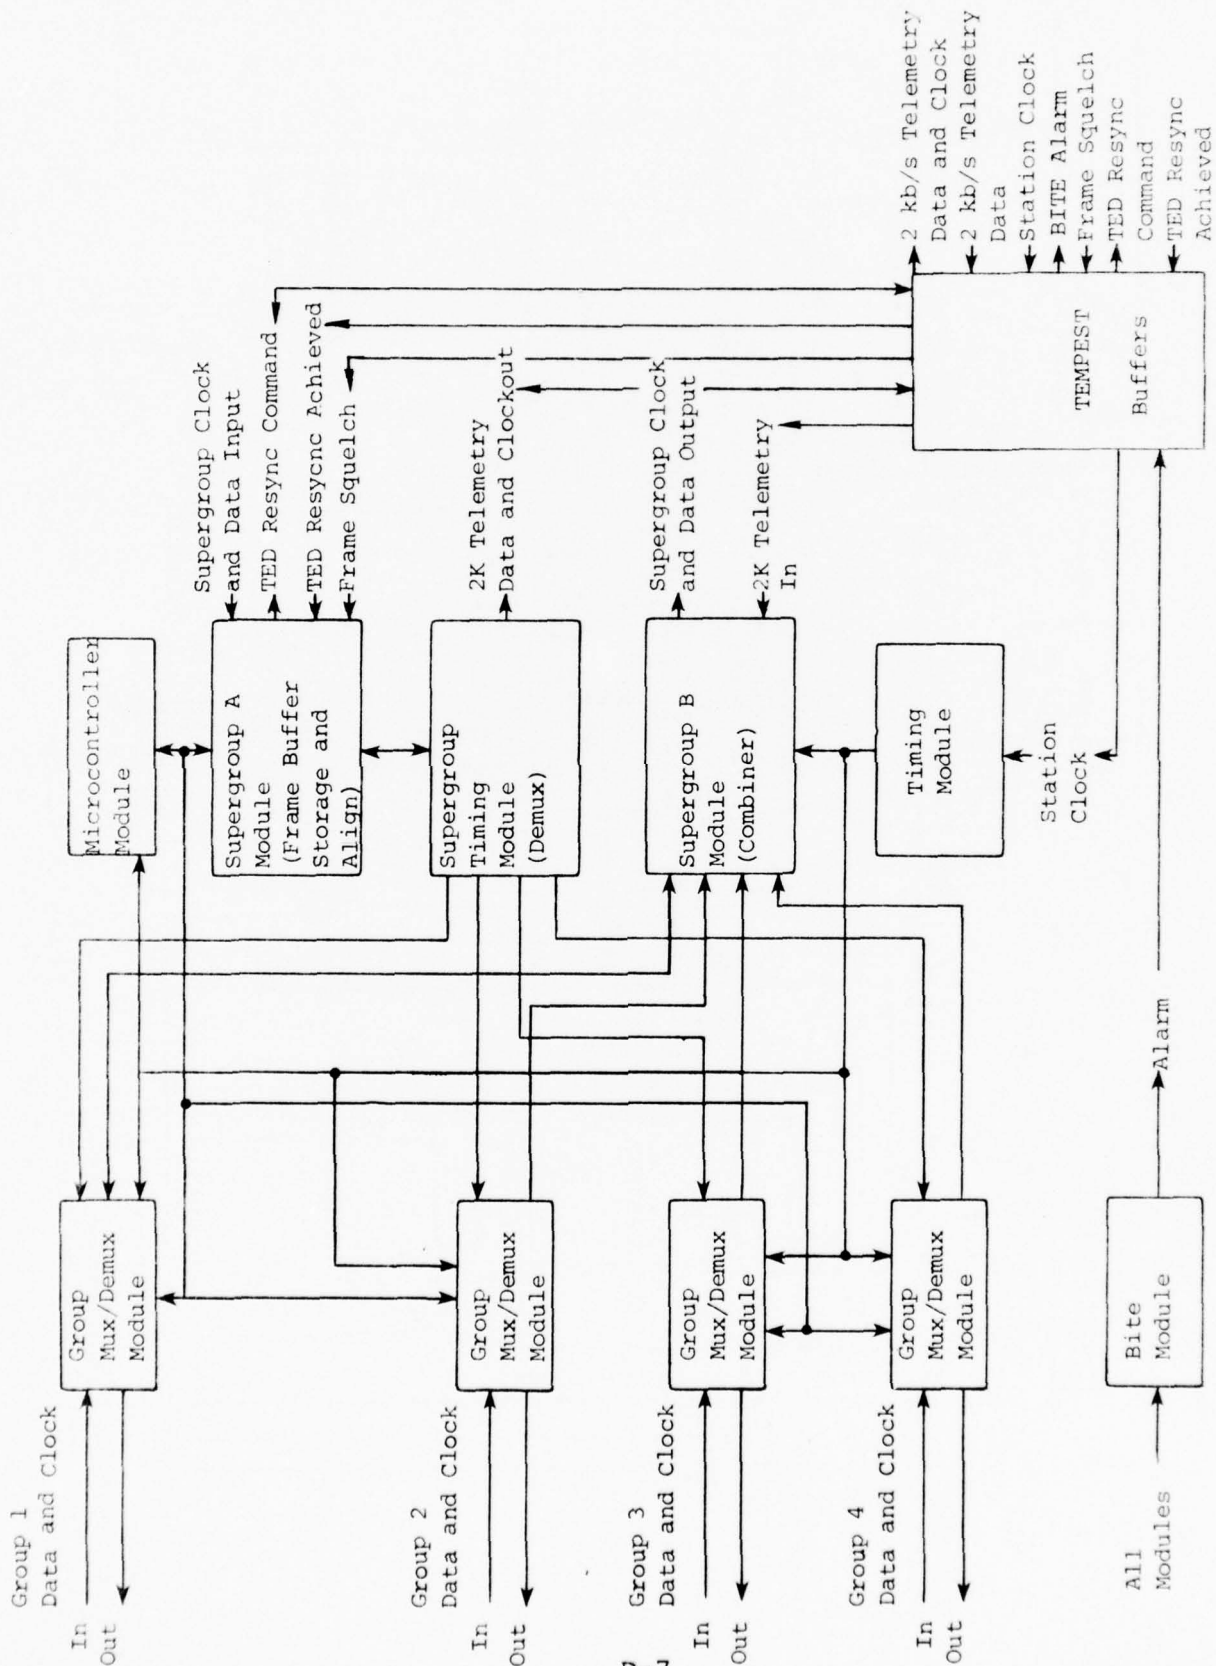 Group 1
Data and Clock
In
Out
Group
Mux/Demux
Module
Group 2
Data and Clock
In
Out
Group
Mux/Demux
Module
Group 3
Data and Clock
In
Out
Group
Mux/Demux
Module
Group 4
Data and Clock
In
Out
Group
Mux/Demux
Module
All
Modules
Bite
Module
Alarm
Microcontroller
Module
Supergroup A
Module
(Frame Buffer
Storage and
Align)
Supergroup
Timing
Module
(Demux)
Supergroup B
Module
(Combiner)
Timing
Module
Station
Clock
Supergroup Clock
and Data Input
TED Resync Command
TED Resycnc Achieved
Frame Squelch
2K Telemetry
Data and Clockout
Supergroup Clock
and Data Output
2K Telemetry
In
TEMPEST
Buffers
2 kb/s Telemetry
Data and Clock
2 kb/s Telemetry
Data
Station Clock
BITE Alarm
Frame Squelch
TED Resync
Command
TED Resync
Achieved